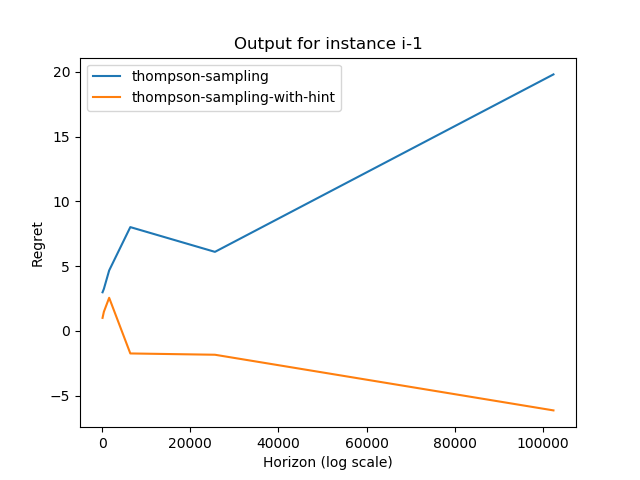 Output for instance i-1
thompson-sampling
thompson-sampling-with-hint
Regret
20
15
10
5
0
−5
0 20000 40000 60000 80000 100000
Horizon (log scale)